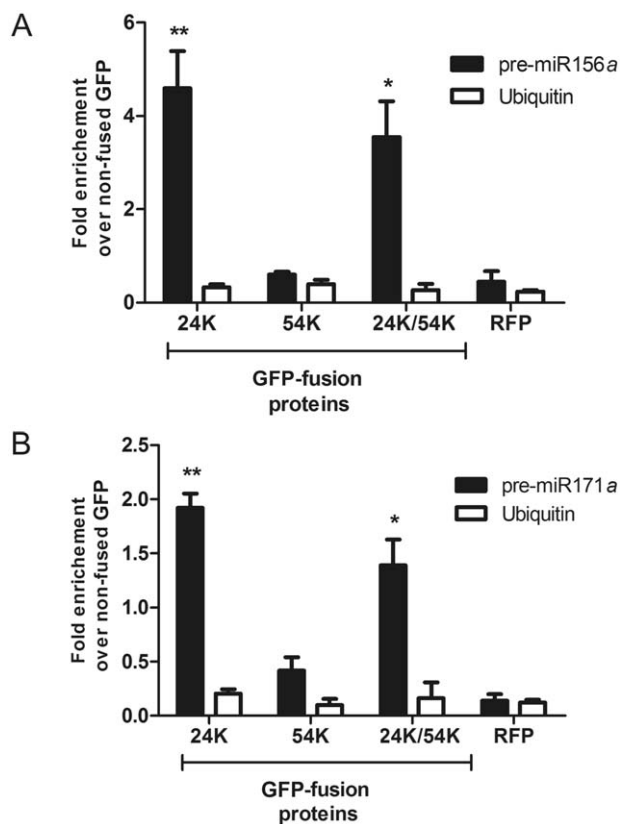 A
Fold enrichement
over non-fused GFP
6
4
2
0
**
*
pre-miR156a
Ubiquitin
24K 54K 24K/54K RFP
GFP-fusion
proteins
B
Fold enrichment
over non-fused GFP
2.5
2.0
1.5
1.0
0.5
0.0
**
*
pre-miR171a
Ubiquitin
24K 54K 24K/54K RFP
GFP-fusion
proteins